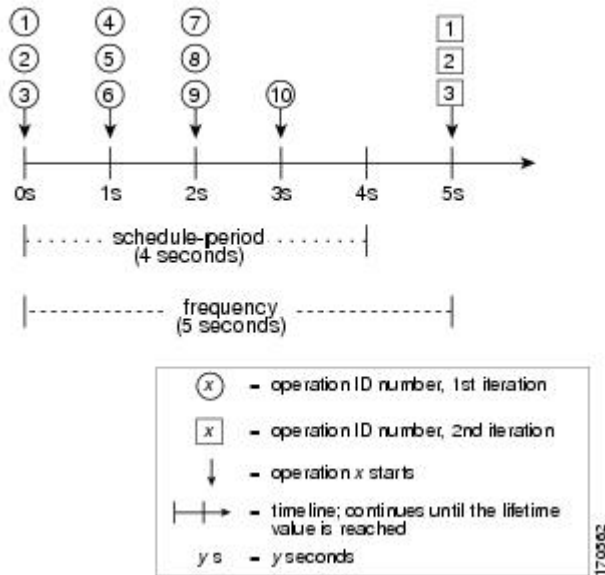 1 4 7 1
2 5 8 2
3 6 9 10 3
0s 1s 2s 3s 4s 5s
schedule-period
(4 seconds)
frequency
(5 seconds)
x = operation ID number, 1st iteration
x = operation ID number, 2nd iteration
= operation x starts
= timeline; continues until the lifetime
value is reached
y s = y seconds
170562